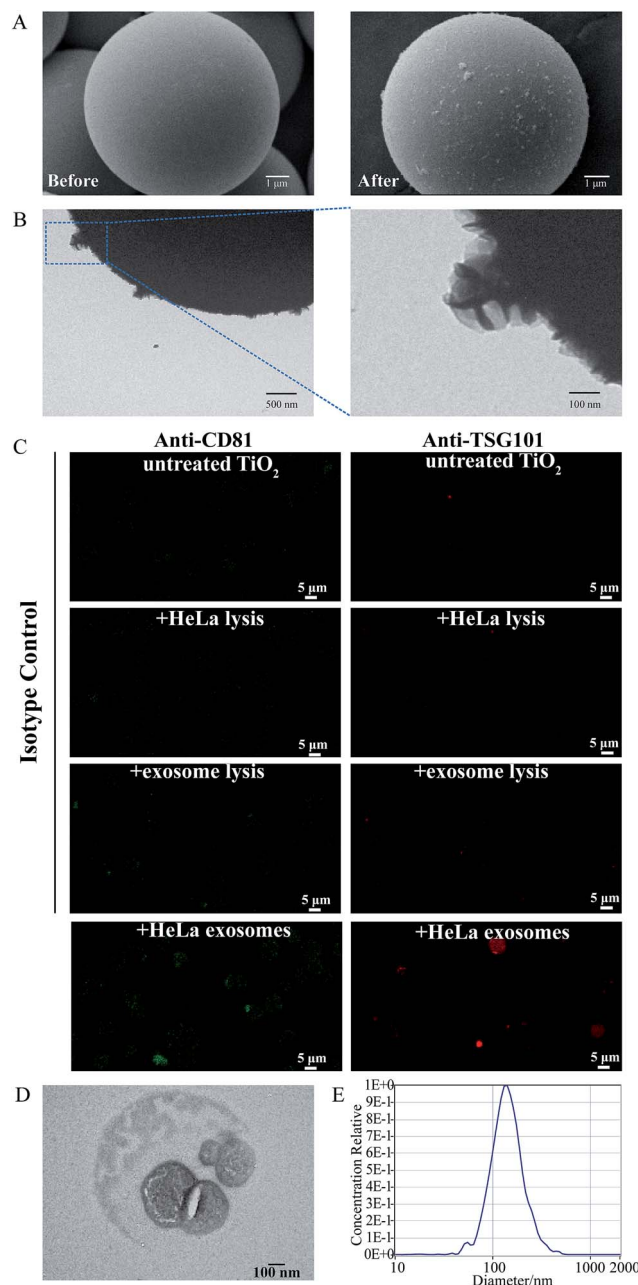 A
Before
1 μm
After
1 μm
B
500 nm
100 nm
C
Anti-CD81
Anti-TSG101
Isotype Control
untreated TiO2
5 μm
untreated TiO2
5 μm
+HeLa lysis
5 μm
+HeLa lysis
5 μm
+exosome lysis
5 μm
+exosome lysis
5 μm
+HeLa exosomes
5 μm
+HeLa exosomes
5 μm
D
100 nm
E
Concentration Relative
1E+0
9E-1
8E-1
7E-1
6E-1
5E-1
4E-1
3E-1
2E-1
1E-1
0E+0
10 100 1000 2000
Diameter/nm